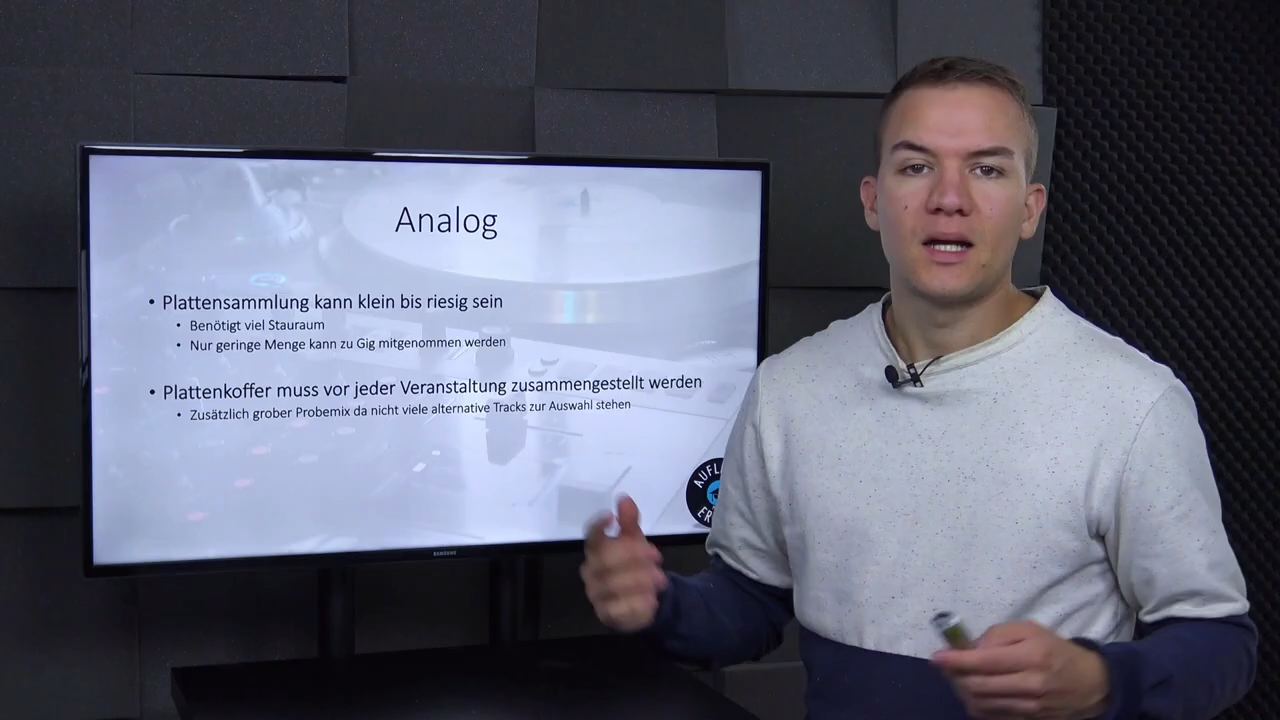 Analog
• Plattensammlung kann klein bis riesig sein
• Benötigt viel Stauraum
• Nur geringe Menge kann zu Gig mitgenommen werden
• Plattenkoffer muss vor jeder Veranstaltung zusammengestellt werden
• Zusätzlich grober Probemix da nicht viele alternative Tracks zur Auswahl stehen
SAMSUNG